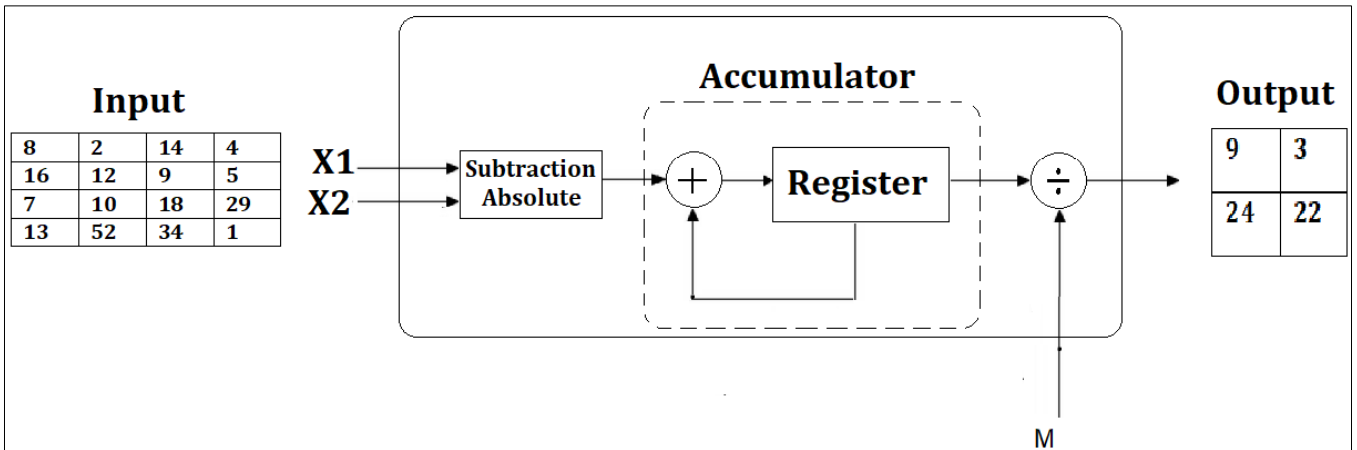 Input
8 2 14 4
16 12 9 5
7 10 18 29
13 52 34 1
X1
X2
Subtraction
Absolute
Accumulator
+
Register
÷
M
Output
9 3
24 22